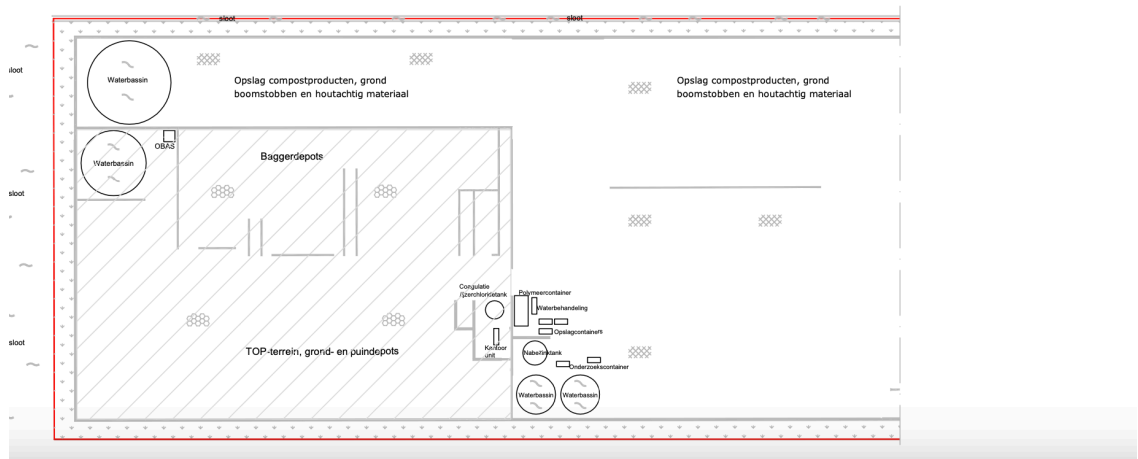 sloot
sloot
sloot
Waterbassin
Opslag compostproducten, grond
boomstobben en houtachtig materiaal
Opslag compostproducten, grond
boomstobben en houtachtig materiaal
OBAS
Waterbassin
Baggerdepots
sloot
Coagulatie
/ijzerchloridetank
Polymeercontainer
Waterbehandeling
Opslagcontainers
sloot
TOP-terrein, grond- en puindepots
Kantoor
unit
Nabezinktank
Onderzoekscontainer
Waterbassin
Waterbassin